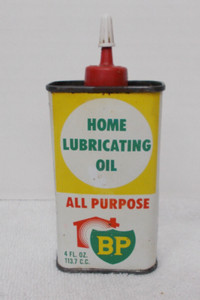 HOME
LUBRICATING
OIL
ALL PURPOSE
BP
4 FL. OZ.
113.7 C.C.